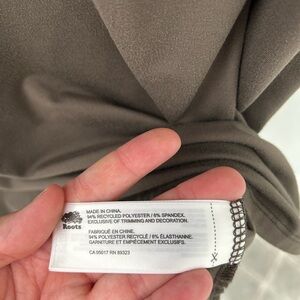 Roots
MADE IN CHINA.
94% RECYCLED POLYESTER / 6% SPANDEX.
EXCLUSIVE OF TRIMMING AND DECORATION.
FABRIQUÉ EN CHINE.
94% POLYESTER RECYCLÉ / 6% ÉLASTHANNE.
GARNITURE ET EMPIÈCEMENT EXCLUSIFS.
CA 05017 RN 89323